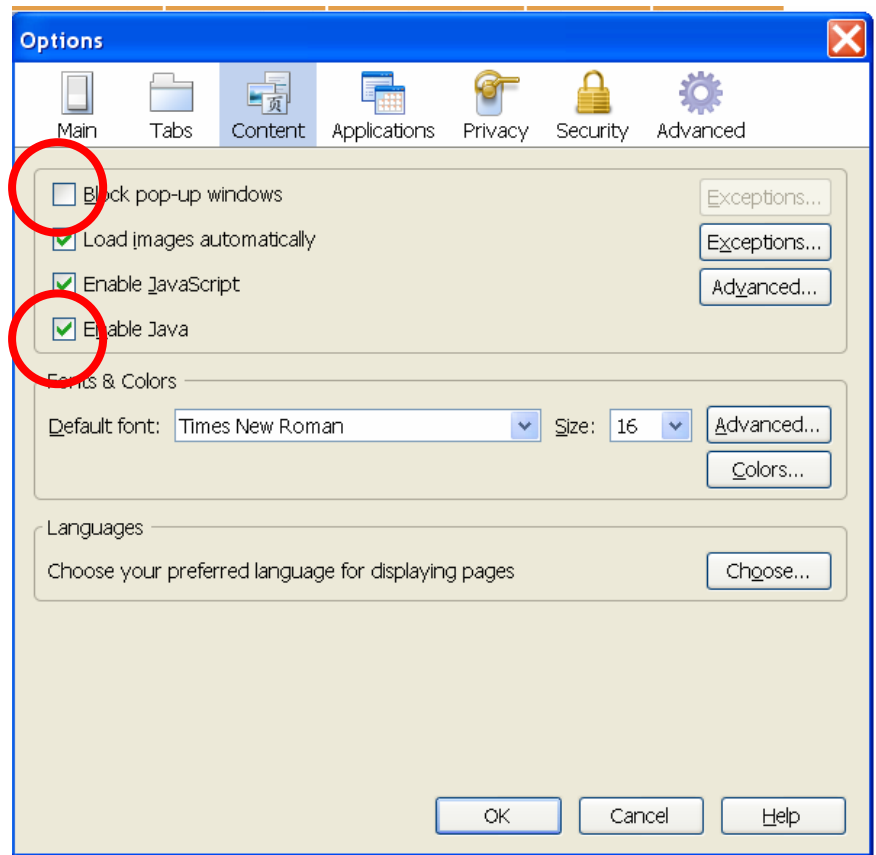 Options
页
Main Tabs Content Applications Privacy Security Advanced
Block pop-up windows Exceptions...
Load images automatically Exceptions...
Enable JavaScript Advanced...
Enable Java
Fonts & Colors
Default font: Times New Roman Size: 16 Advanced...
Colors...
Languages
Choose your preferred language for displaying pages Choose...
OK Cancel Help